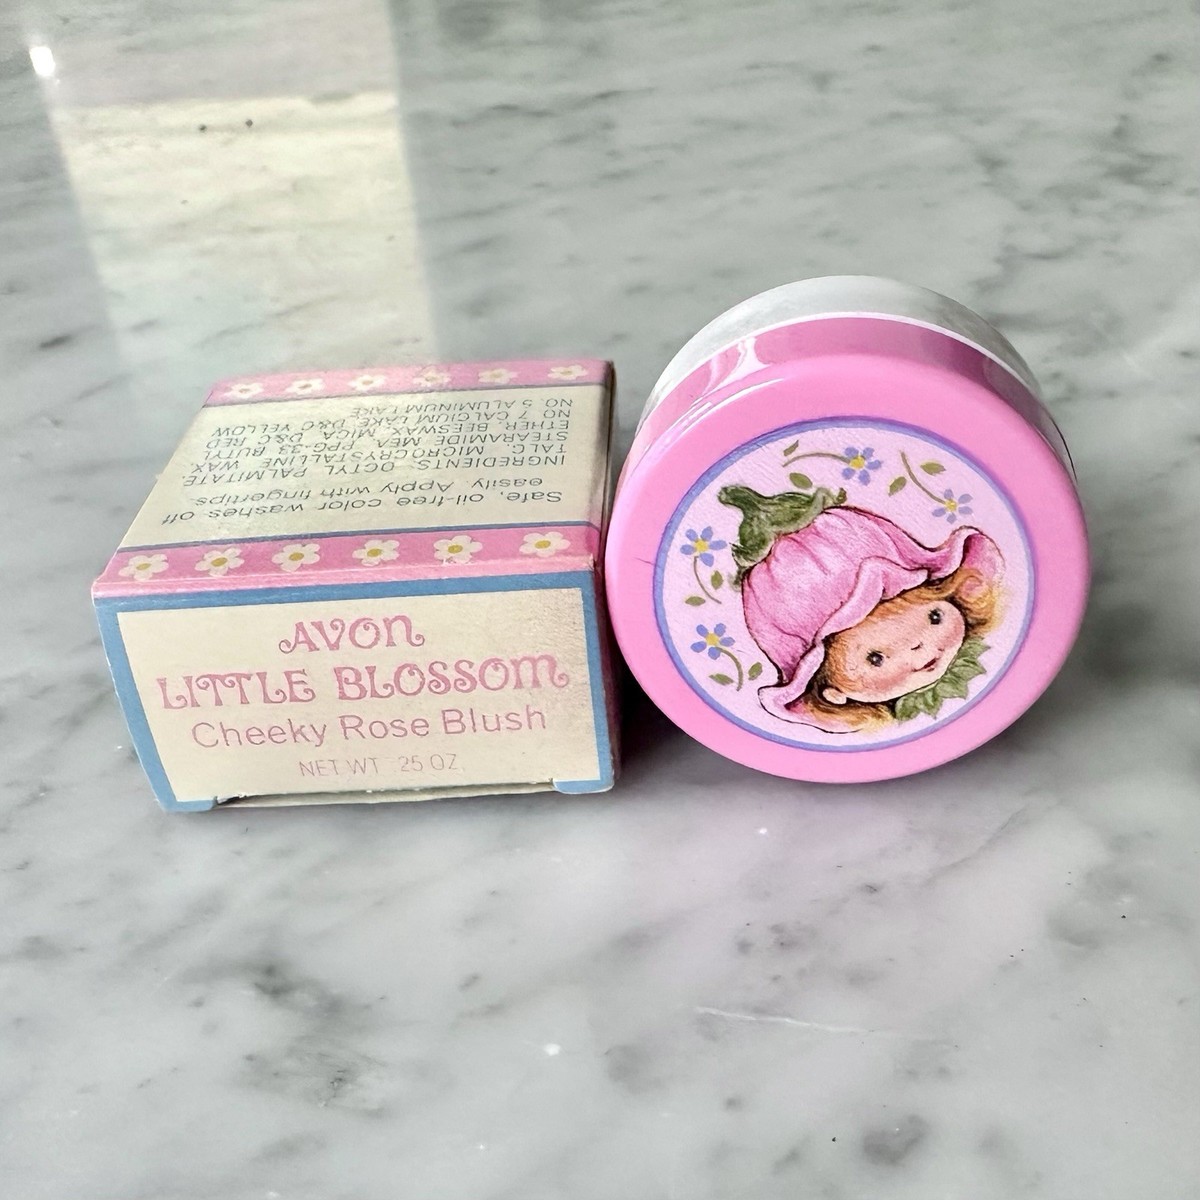 AVON
LITTLE BLOSSOM
Cheeky Rose Blush
NET WT .25 OZ.
Safe, oil-free color washes off
easily. Apply with fingertips.
INGREDIENTS: OCTYL PALMITATE,
TALC, MICROCRYSTALLINE WAX,
STEARAMIDE MEA, PPG-33 BUTYL
ETHER, BEESWAX, MICA, D&C RED
NO. 7 CALCIUM LAKE, D&C YELLOW
NO. 5 ALUMINUM LAKE